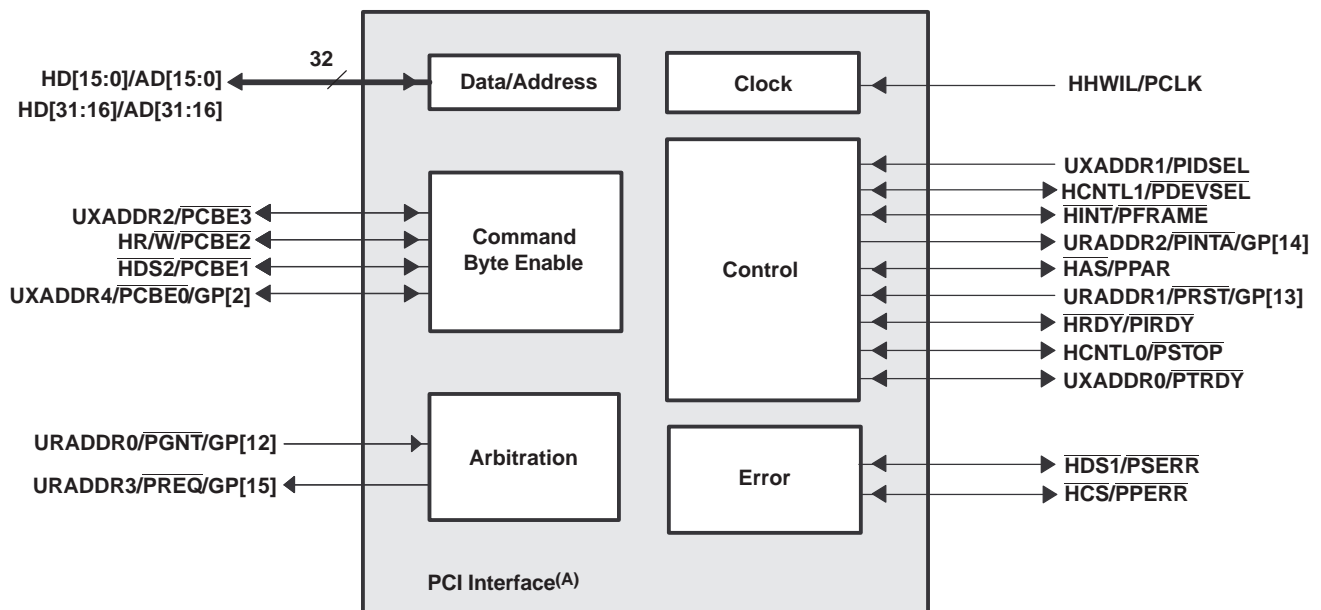 32
HD[15:0]/AD[15:0]
HD[31:16]/AD[31:16]
Data/Address
Clock
HHWIL/PCLK
UXADDR2/PCBE3
HR/W/PCBE2
HDS2/PCBE1
UXADDR4/PCBE0/GP[2]
Command
Byte Enable
Control
UXADDR1/PIDSEL
HCNTL1/PDEVSEL
HINT/PFRAME
URADDR2/PINTA/GP[14]
HAS/PPAR
URADDR1/PRST/GP[13]
HRDY/PIRDY
HCNTL0/PSTOP
UXADDR0/PTRDY
URADDR0/PGNT/GP[12]
URADDR3/PREQ/GP[15]
Arbitration
Error
HDS1/PSERR
HCS/PPERR
PCI Interface(A)